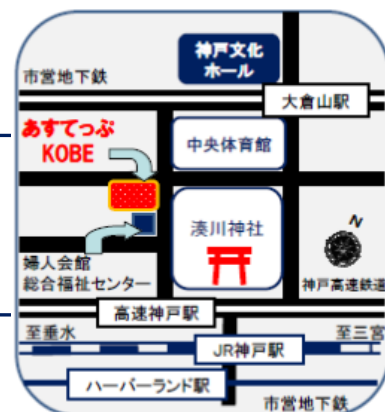 神戸文化
ホール
市営地下鉄
大倉山駅
あすてっぷ
KOBE
中央体育館
湊川神社
N
婦人会館
総合福祉センター
神戸高速鉄道
高速神戸駅
至垂水
至三宮
JR神戸駅
ハーバーランド駅
市営地下鉄